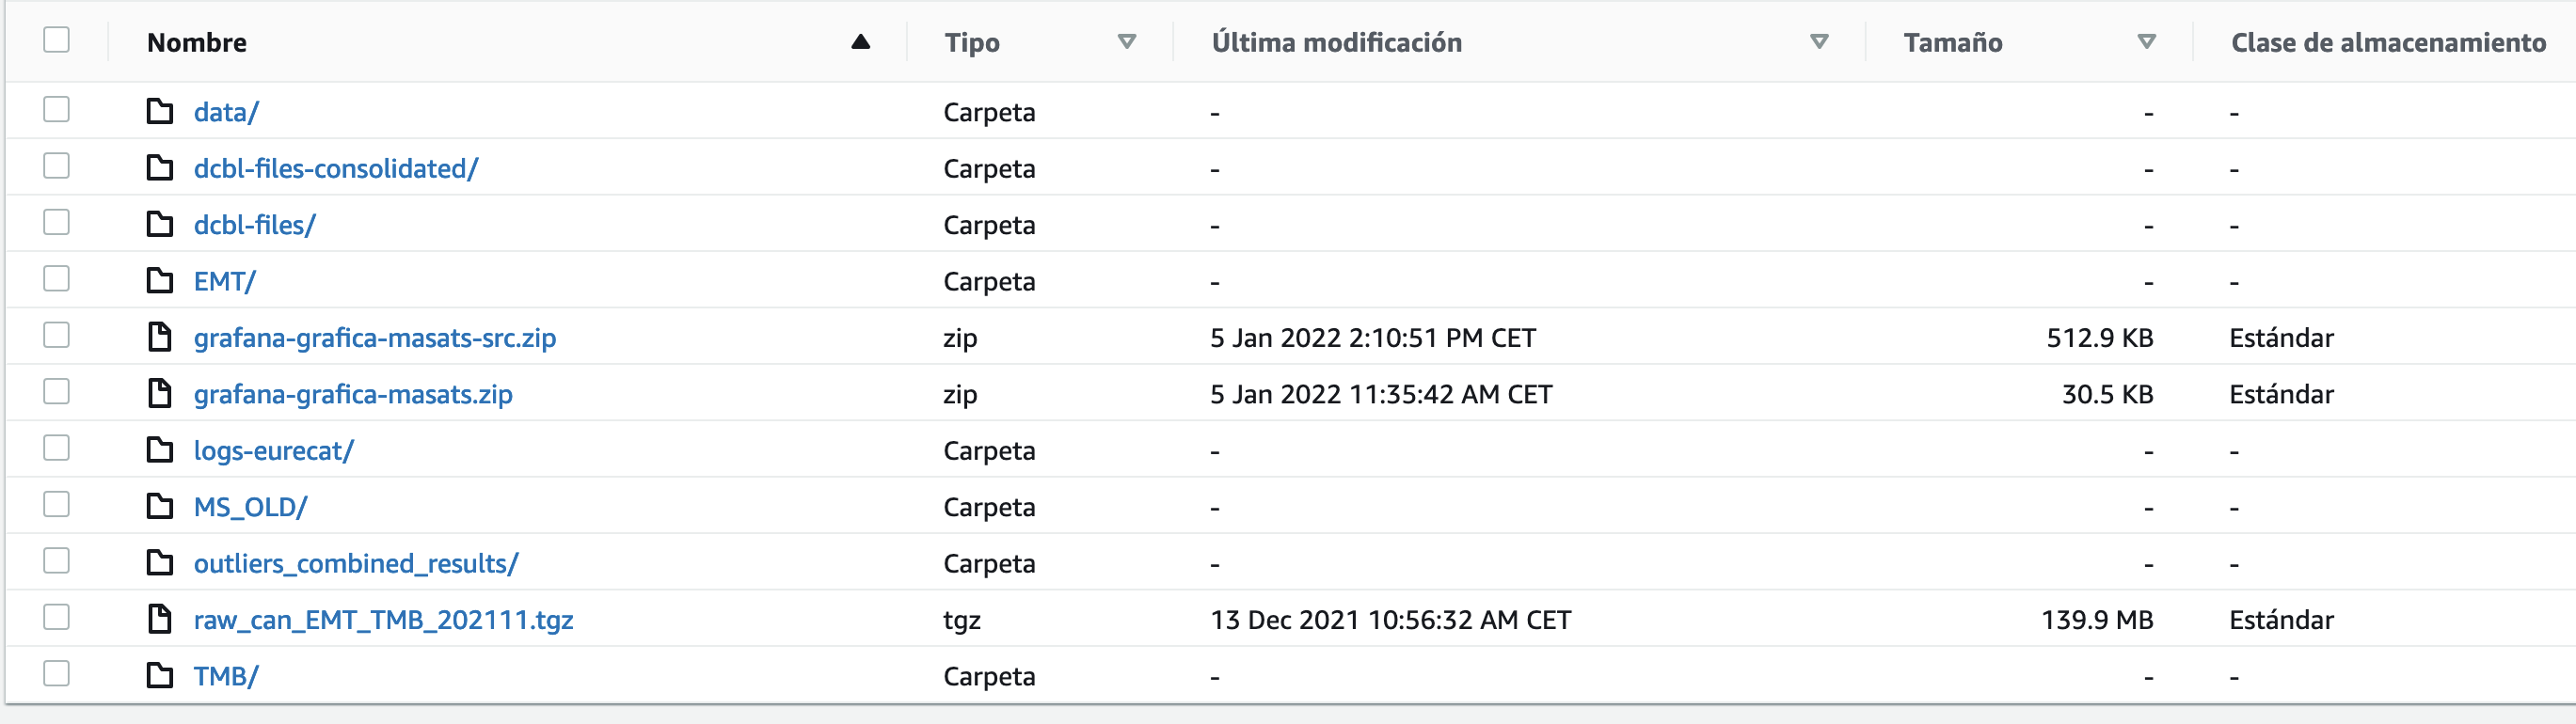 Nombre Tipo Última modificación Tamaño Clase de almacenamiento
data/ Carpeta - - -
dcbl-files-consolidated/ Carpeta - - -
dcbl-files/ Carpeta - - -
EMT/ Carpeta - - -
grafana-grafica-masats-src.zip zip 5 Jan 2022 2:10:51 PM CET 512.9 KB Estándar
grafana-grafica-masats.zip zip 5 Jan 2022 11:35:42 AM CET 30.5 KB Estándar
logs-eurecat/ Carpeta - - -
MS_OLD/ Carpeta - - -
outliers_combined_results/ Carpeta - - -
raw_can_EMT_TMB_202111.tgz tgz 13 Dec 2021 10:56:32 AM CET 139.9 MB Estándar
TMB/ Carpeta - - -